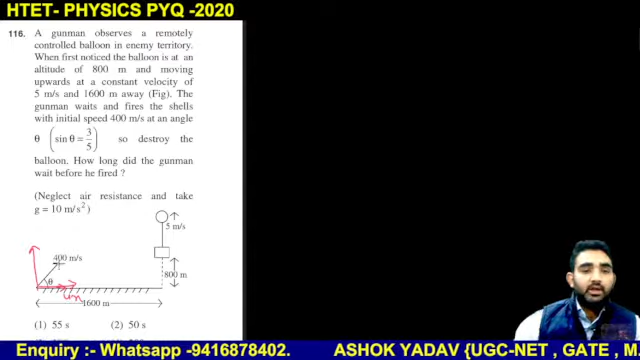 HTET- PHYSICS PYQ -2020
116. A gunman observes a remotely
controlled balloon in enemy territory.
When first noticed the balloon is at an
altitude of 800 m and moving
upwards at a constant velocity of
5 m/s and 1600 m away (Fig). The
gunman waits and fires the shells
with initial speed 400 m/s at an angle
θ (sin θ = 3/5) so destroy the
balloon. How long did the gunman
wait before he fired ?
(Neglect air resistance and take
g = 10 m/s²)
5 m/s
400 m/s
θ
800 m
1600 m
(1) 55 s (2) 50 s
Enquiry :- Whatsapp -9416878402. ASHOK YADAV {UGC-NET , GATE , M.